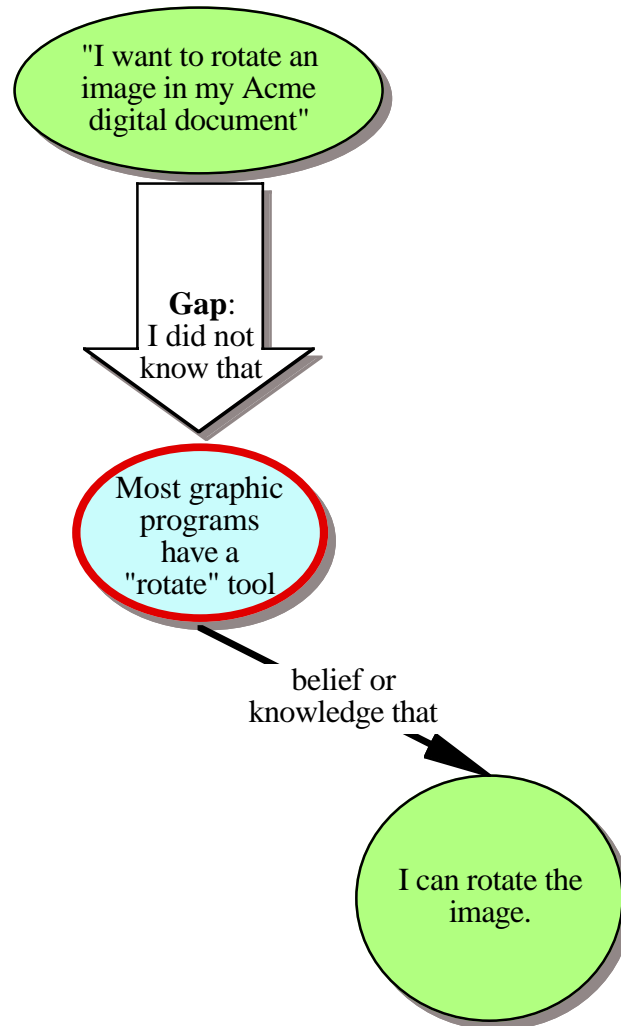 "I want to rotate an
image in my Acme
digital document"
Gap:
I did not
know that
Most graphic
programs
have a
"rotate" tool
belief or
knowledge that
I can rotate the
image.